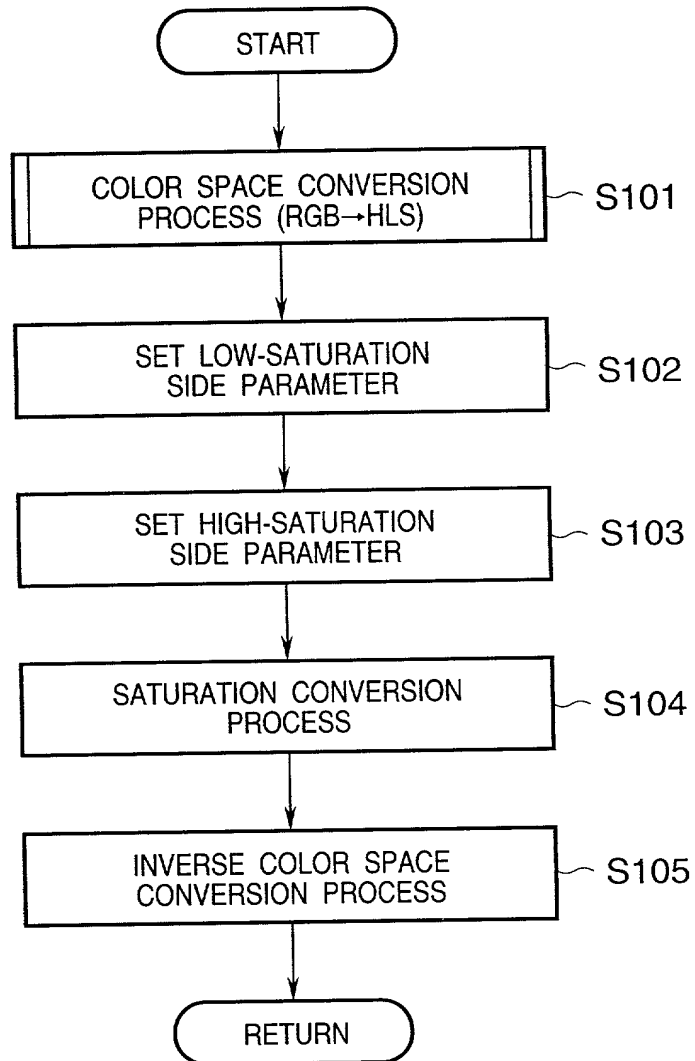 START
COLOR SPACE CONVERSION
PROCESS (RGB→HLS)
S101
SET LOW-SATURATION
SIDE PARAMETER
S102
SET HIGH-SATURATION
SIDE PARAMETER
S103
SATURATION CONVERSION
PROCESS
S104
INVERSE COLOR SPACE
CONVERSION PROCESS
S105
RETURN